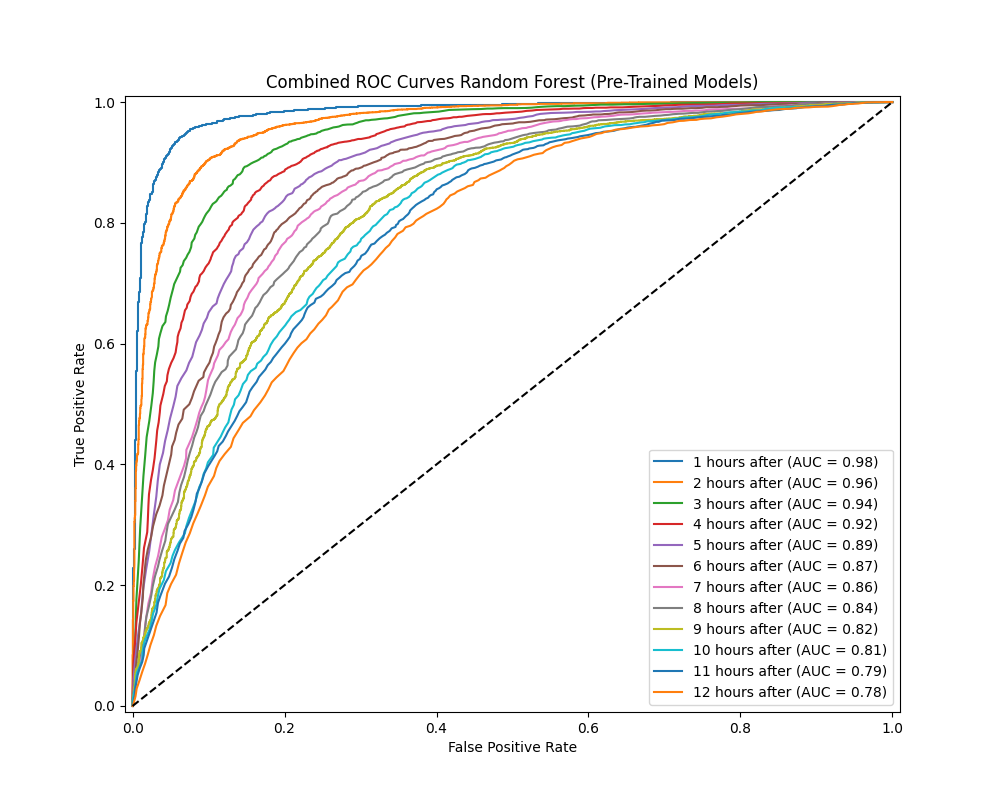 Combined ROC Curves Random Forest (Pre-Trained Models)
1.0
0.8
0.6
0.4
0.2
0.0
True Positive Rate
1 hours after (AUC = 0.98)
2 hours after (AUC = 0.96)
3 hours after (AUC = 0.94)
4 hours after (AUC = 0.92)
5 hours after (AUC = 0.89)
6 hours after (AUC = 0.87)
7 hours after (AUC = 0.86)
8 hours after (AUC = 0.84)
9 hours after (AUC = 0.82)
10 hours after (AUC = 0.81)
11 hours after (AUC = 0.79)
12 hours after (AUC = 0.78)
0.0 0.2 0.4 0.6 0.8 1.0
False Positive Rate